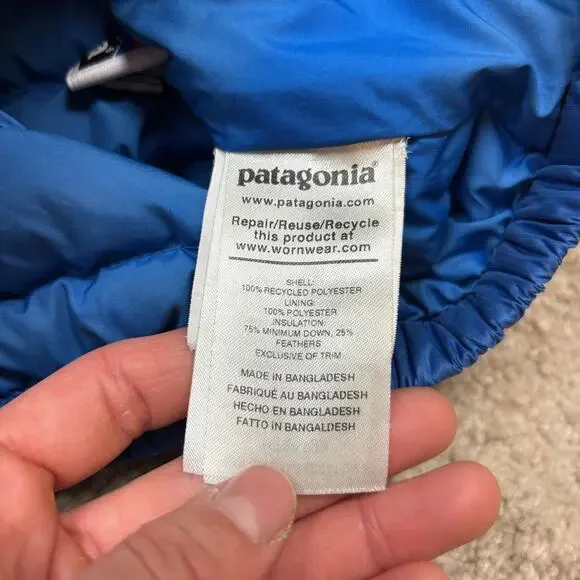 patagonia®
www.patagonia.com
Repair/Reuse/Recycle
this product at
www.wornwear.com
SHELL:
100% RECYCLED POLYESTER
LINING:
100% POLYESTER
INSULATION:
75% MINIMUM DOWN, 25%
FEATHERS
EXCLUSIVE OF TRIM
MADE IN BANGLADESH
FABRIQUÉ AU BANGLADESH
HECHO EN BANGLADESH
FATTO IN BANGALDESH